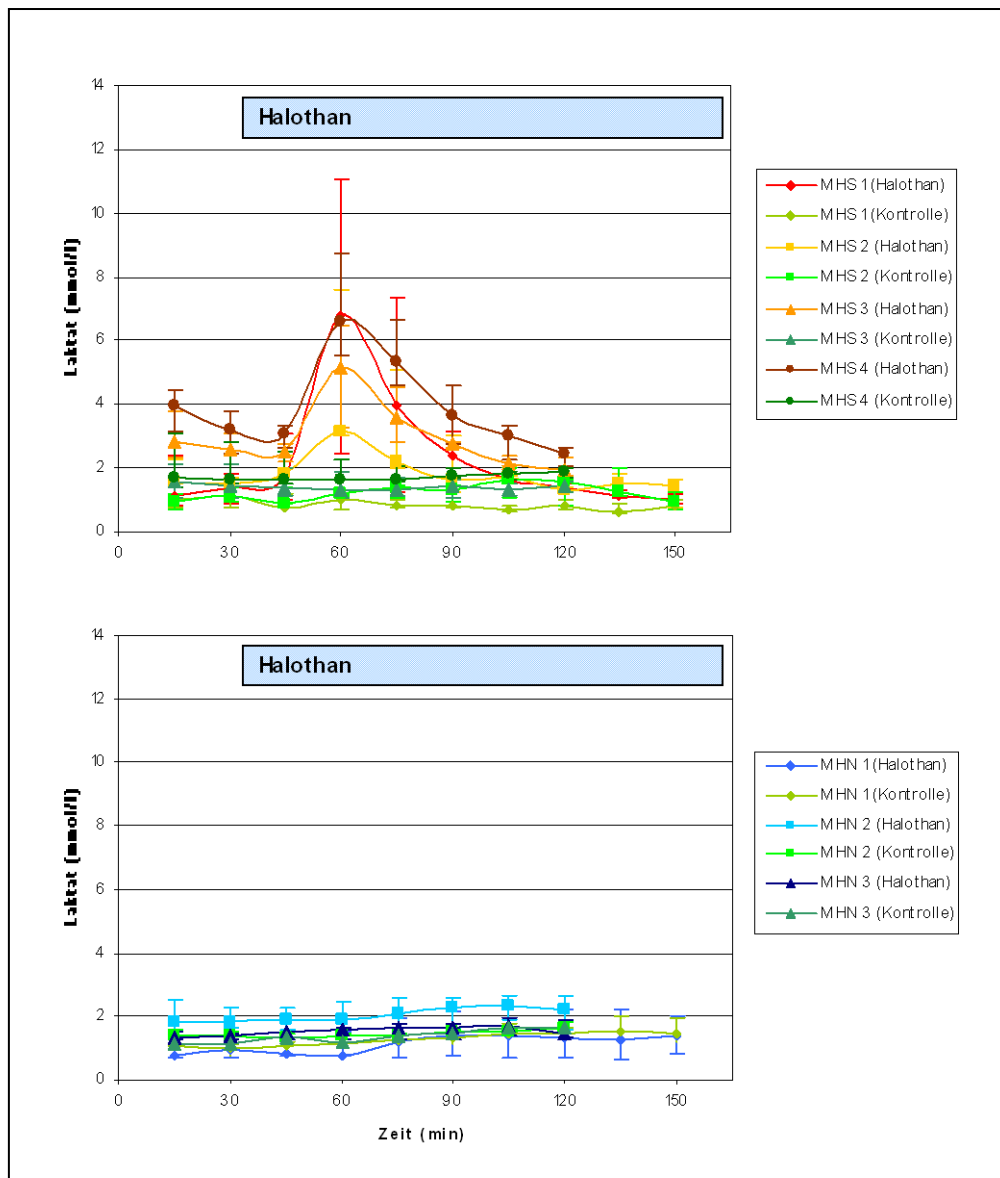 14
Halothan
12
10
8
6
4
2
0
0 30 60 90 120 150
Laktat (mmol/l)
MHS 1 (Halothan)
MHS 1 (Kontrolle)
MHS 2 (Halothan)
MHS 2 (Kontrolle)
MHS 3 (Halothan)
MHS 3 (Kontrolle)
MHS 4 (Halothan)
MHS 4 (Kontrolle)
14
Halothan
12
10
8
6
4
2
0
0 30 60 90 120 150
Laktat (mmol/l)
Zeit (min)
MHN 1 (Halothan)
MHN 1 (Kontrolle)
MHN 2 (Halothan)
MHN 2 (Kontrolle)
MHN 3 (Halothan)
MHN 3 (Kontrolle)